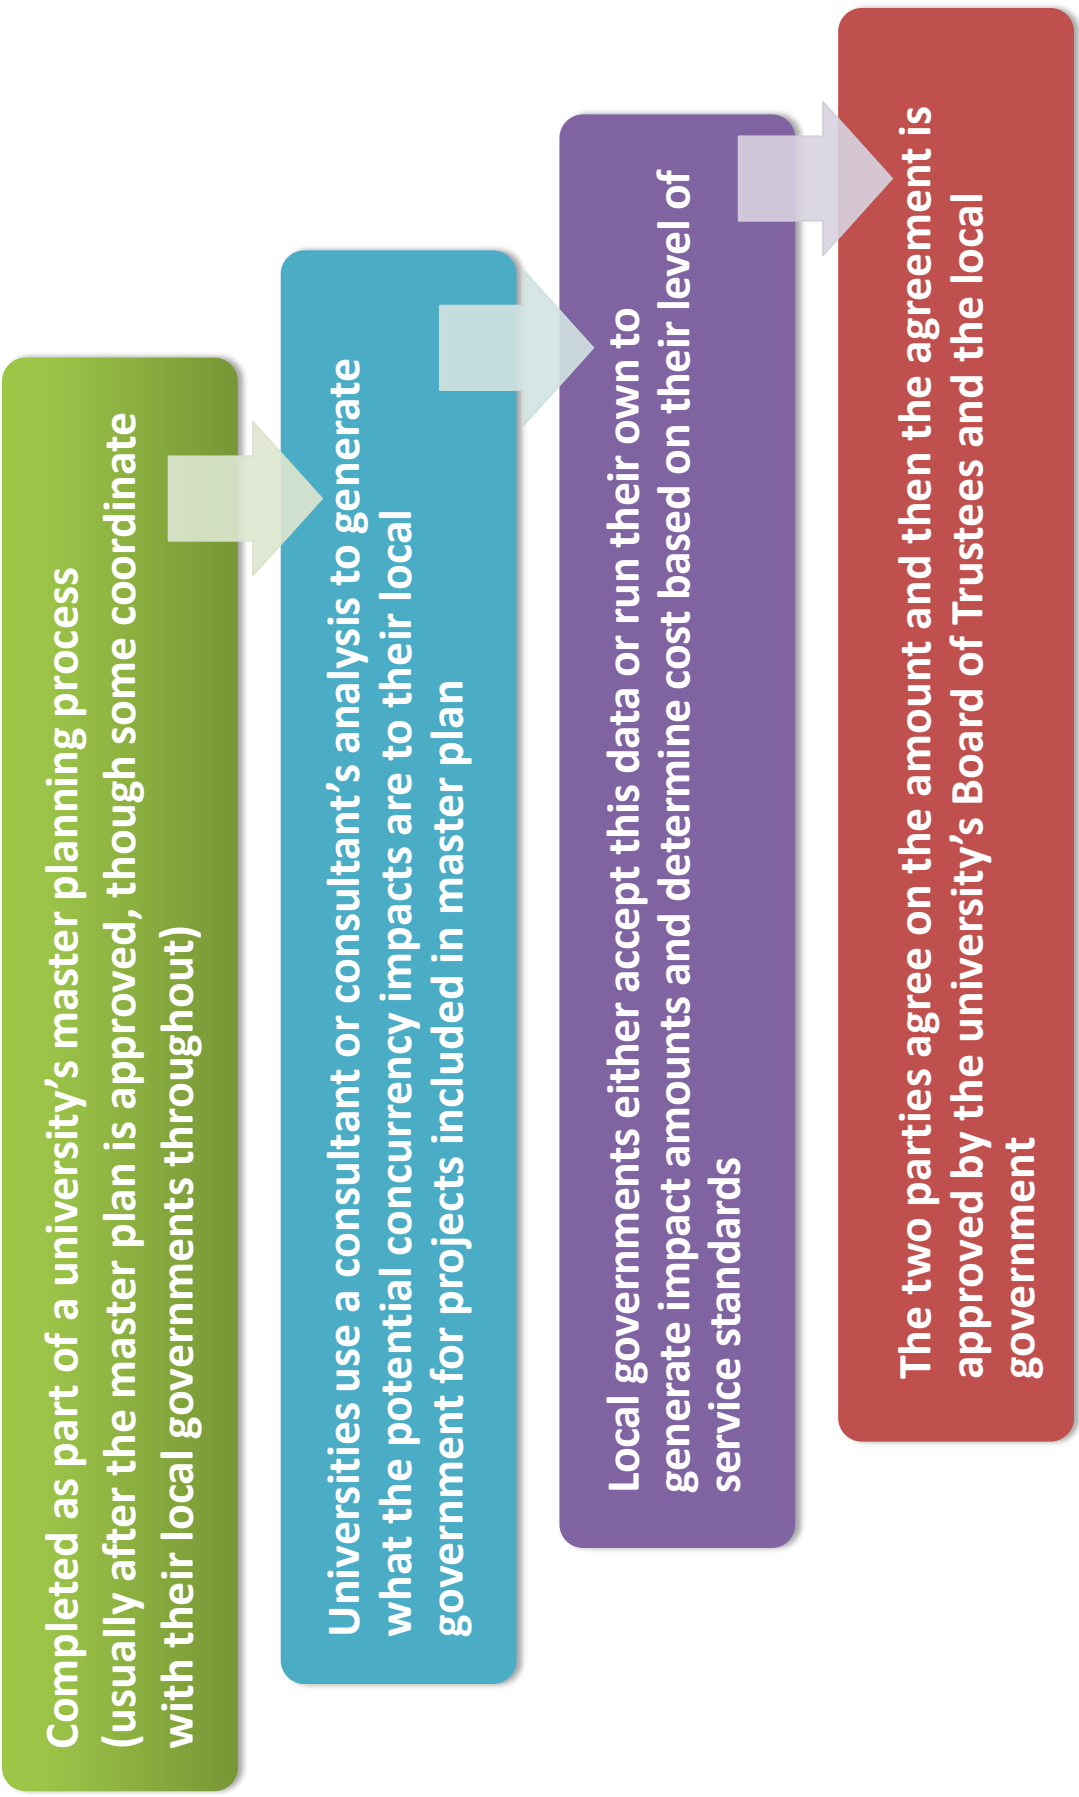 Completed as part of a university’s master planning process
(usually after the master plan is approved, though some coordinate
with their local governments throughout)
Universities use a consultant or consultant’s analysis to generate
what the potential concurrency impacts are to their local
government for projects included in master plan
Local governments either accept this data or run their own to
generate impact amounts and determine cost based on their level of
service standards
The two parties agree on the amount and then the agreement is
approved by the university’s Board of Trustees and the local
government